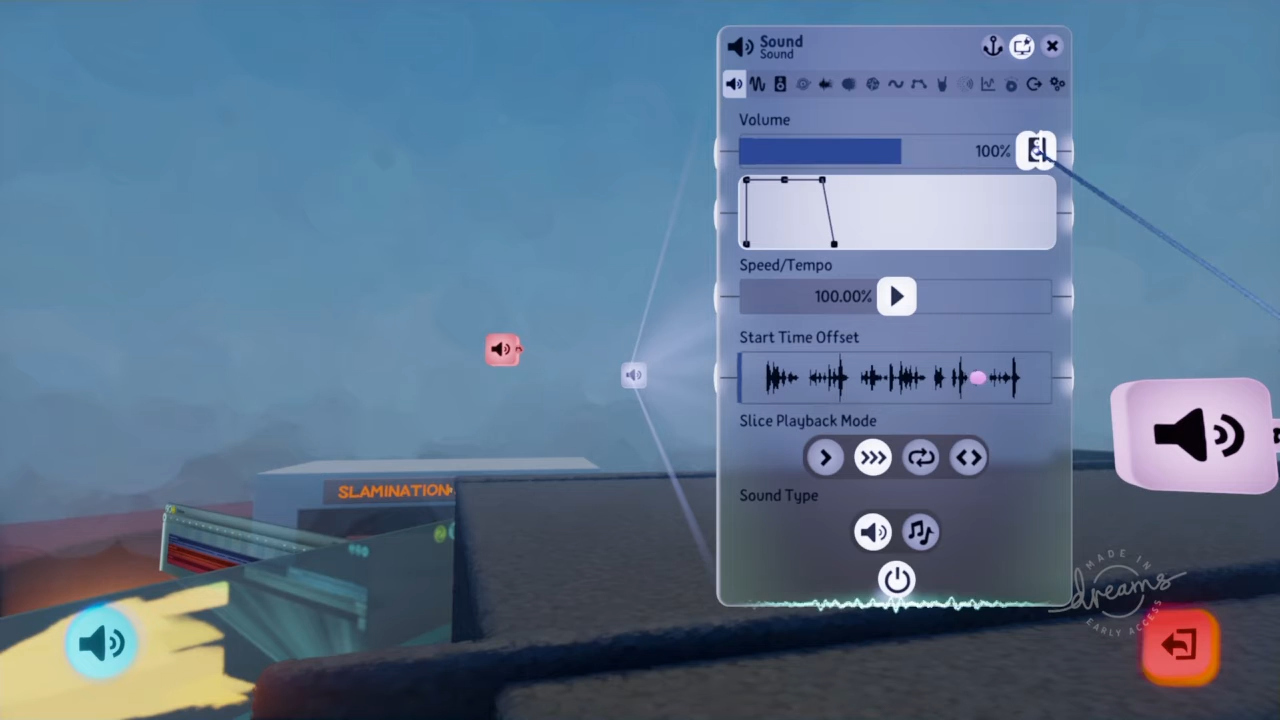 Sound
Sound
Volume
100%
Speed/Tempo
100.00%
Start Time Offset
Slice Playback Mode
Sound Type
SLAMINATION
MADE IN
dreams
EARLY ACCESS